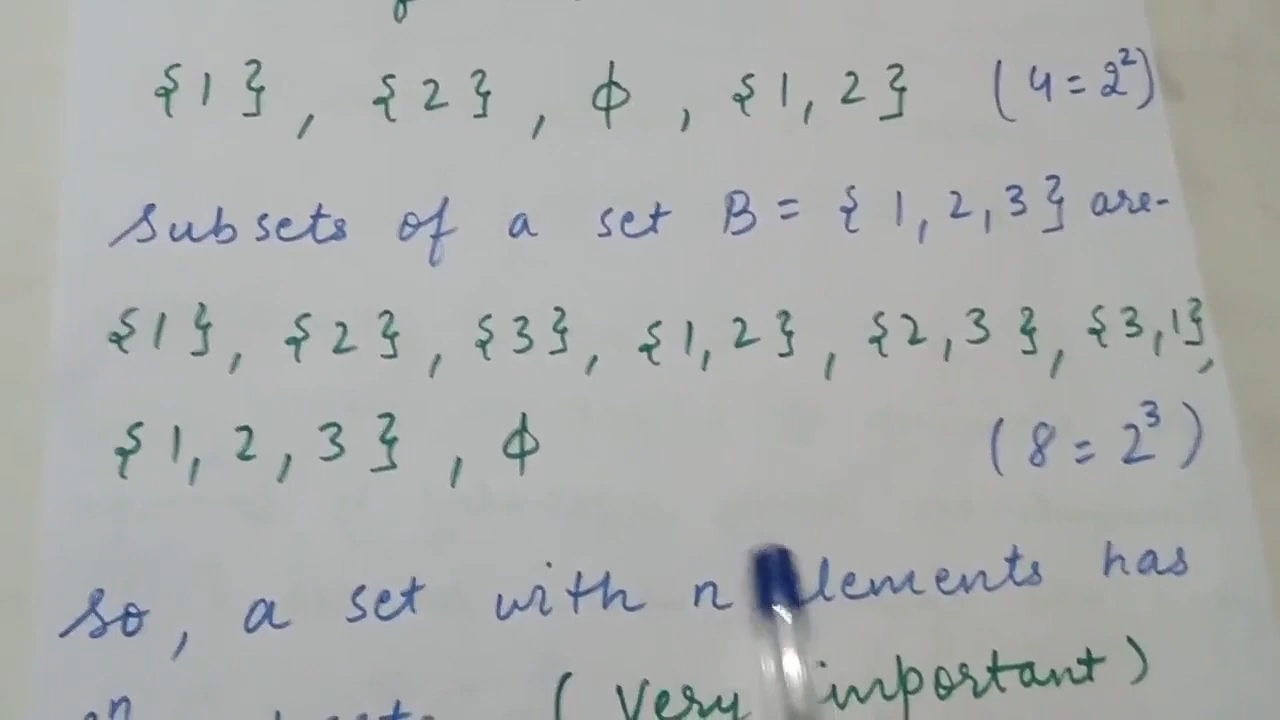 {1}, {2}, ϕ, {1, 2} (4 = 2²)
Subsets of a set B = {1, 2, 3} are-
{1}, {2}, {3}, {1, 2}, {2, 3}, {3, 1},
{1, 2, 3}, ϕ (8 = 2³)
So, a set with n elements has
(Very important)